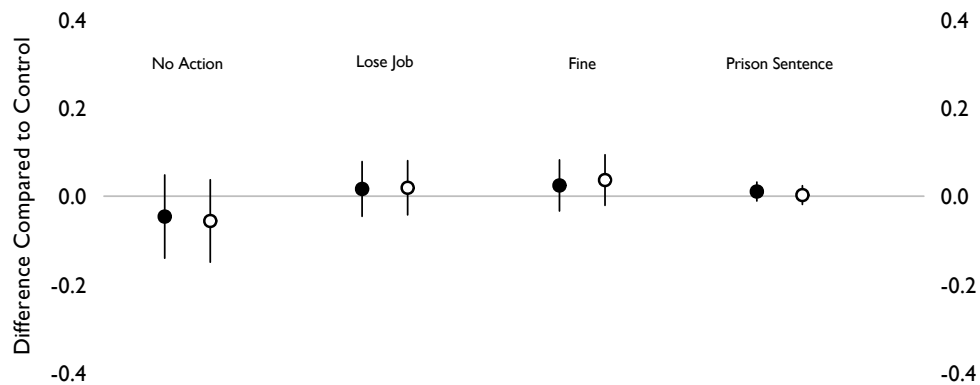 Difference Compared to Control
0.4
0.2
0.0
-0.2
-0.4
No Action
Lose Job
Fine
Prison Sentence
0.4
0.2
0.0
-0.2
-0.4